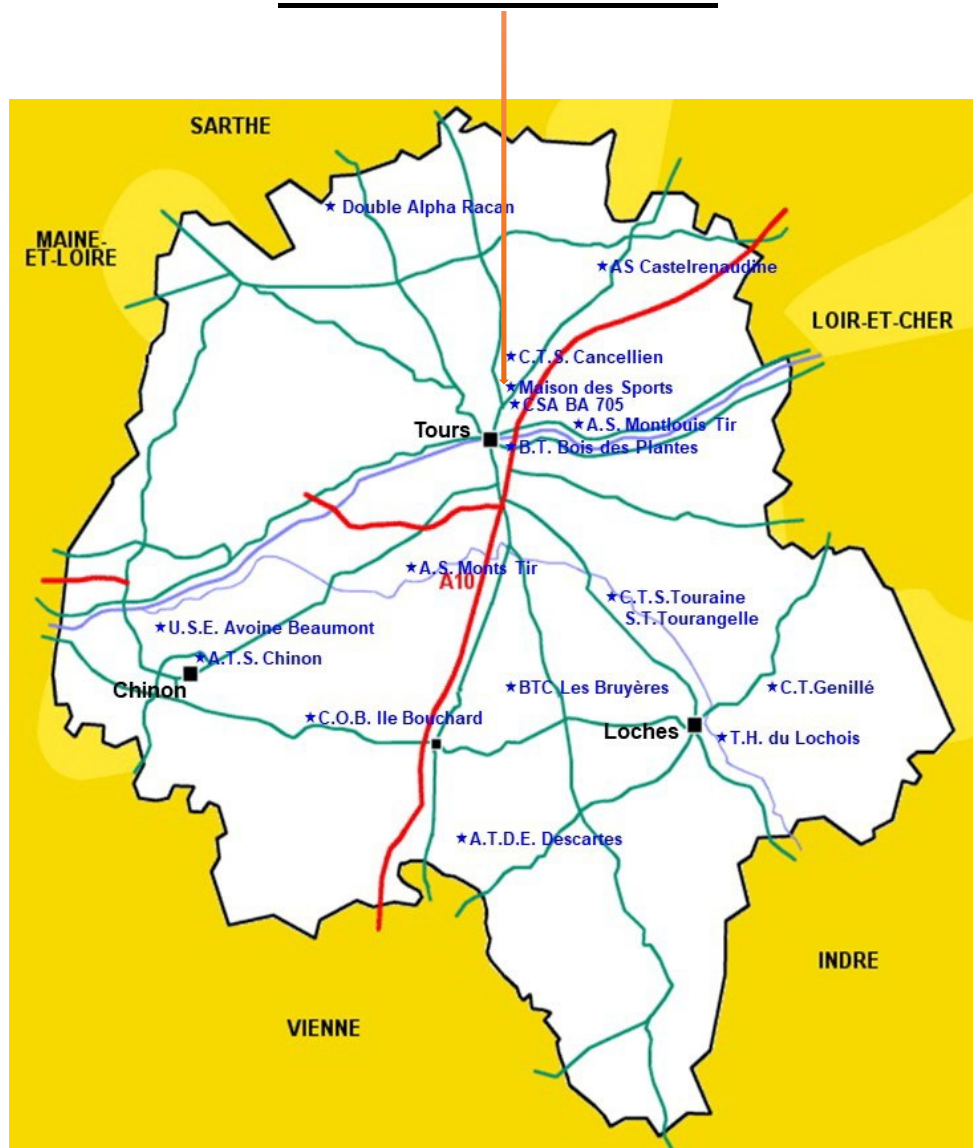 SARTHE
Double Alpha Racan
MAINE-
ET-LOIRE
AS Castelrenaudine
LOIR-ET-CHER
C.T.S. Cancellien
Maison des Sports
CSA BA 705
A.S. Montlouis Tir
Tours
B.T. Bois des Plantes
A.S. Monts Tir
A10
C.T.S.Touraine
S.T.Tourangelle
U.S.E. Avoine Beaumont
A.T.S. Chinon
Chinon
BTC Les Bruyères
C.T.Genillé
C.O.B. Ile Bouchard
Loches
T.H. du Lochois
A.T.D.E. Descartes
INDRE
VIENNE